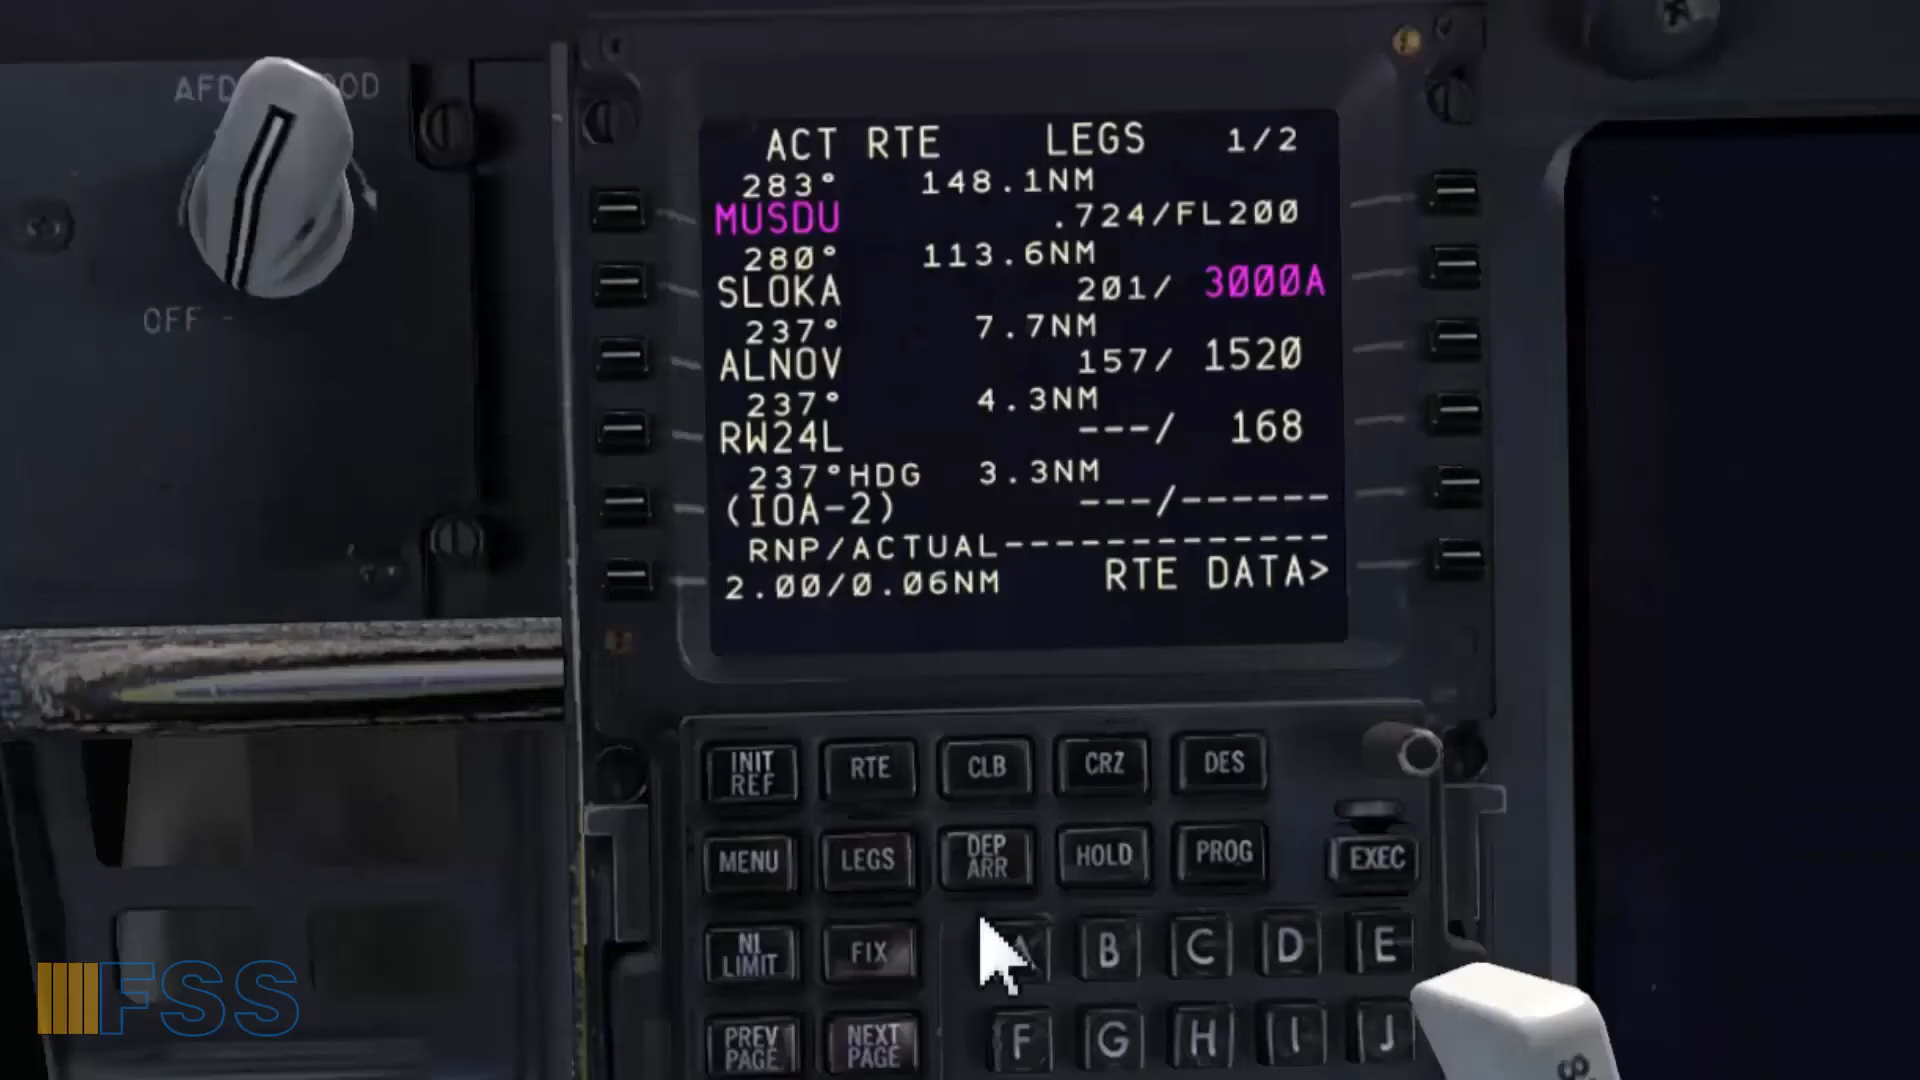 ACT RTE LEGS 1/2
283° 148.1NM
MUSDU .724/FL200
280° 113.6NM
SLOKA 201/ 3000A
237° 7.7NM
ALNOV 157/ 1520
237° 4.3NM
RW24L ---/ 168
237°HDG 3.3NM
(IOA-2) ---/------
RNP/ACTUAL-------------
2.00/0.06NM RTE DATA>
OFF -
INIT REF
RTE
CLB
CRZ
DES
MENU
LEGS
DEP ARR
HOLD
PROG
EXEC
N1 LIMIT
FIX
A B C D E
PREV PAGE
NEXT PAGE
F G H I J
FSS